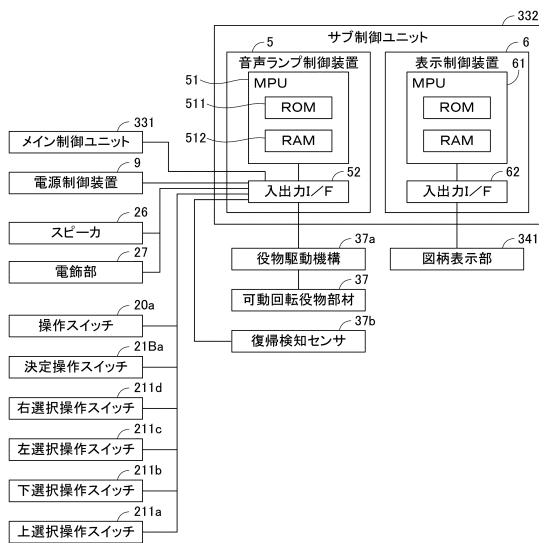 332
サブ制御ユニット
5
6
音声ランプ制御装置
表示制御装置
51
MPU
61
MPU
511
ROM
ROM
512
RAM
RAM
331
メイン制御ユニット
52
62
9
電源制御装置
入出力I/F
入出力I/F
26
スピーカ
37a
341
役物駆動機構
図柄表示部
27
電飾部
37
可動回転役物部材
20a
操作スイッチ
37b
復帰検知センサ
21Ba
決定操作スイッチ
211d
右選択操作スイッチ
211c
左選択操作スイッチ
211b
下選択操作スイッチ
211a
上選択操作スイッチ